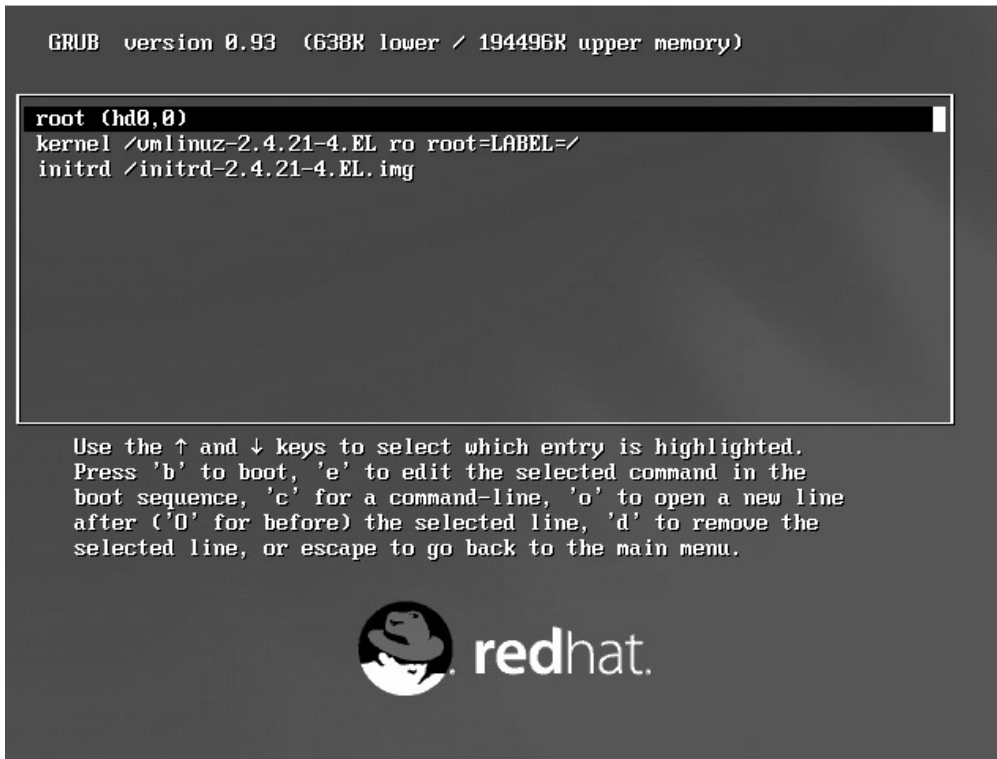 GRUB version 0.93 (638K lower / 194496K upper memory)
root (hd0,0)
kernel /vmlinuz-2.4.21-4.EL ro root=LABEL=/
initrd /initrd-2.4.21-4.EL.img
Use the ↑ and ↓ keys to select which entry is highlighted.
Press 'b' to boot, 'e' to edit the selected command in the
boot sequence, 'c' for a command-line, 'o' to open a new line
after ('O' for before) the selected line, 'd' to remove the
selected line, or escape to go back to the main menu.
redhat.